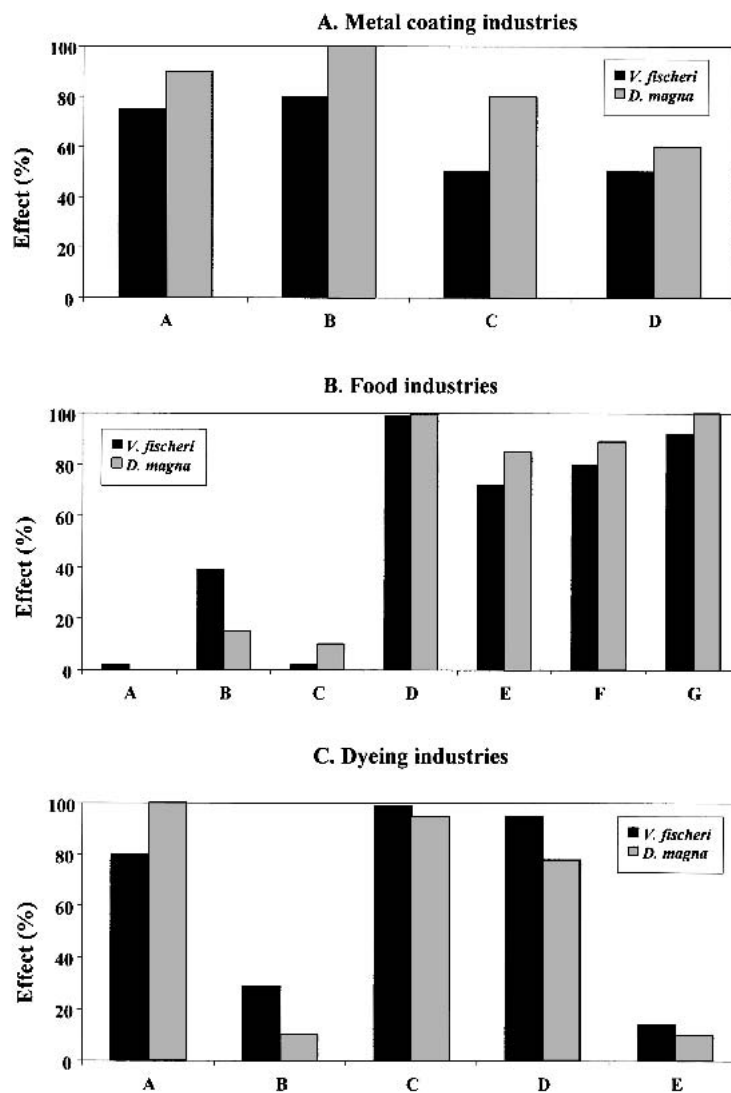 A. Metal coating industries
100
80
60
40
20
0
Effect (%)
V. fischeri
D. magna
A B C D
B. Food industries
100
80
60
40
20
0
Effect (%)
V. fischeri
D. magna
A B C D E F G
C. Dyeing industries
100
80
60
40
20
0
Effect (%)
V. fischeri
D. magna
A B C D E